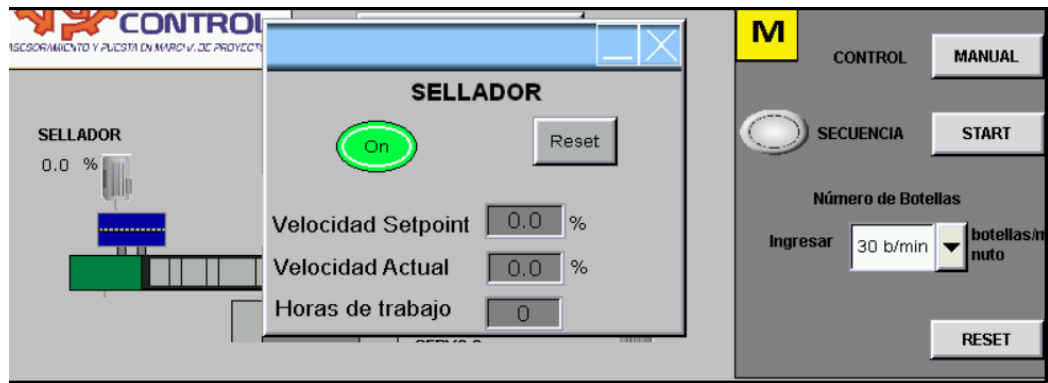 CONTROL
ASESORAMIENTO Y PUESTA EN MARCHA DE PROYECT
SELLADOR
0.0 %
SELLADOR
On
Reset
Velocidad Setpoint 0.0 %
Velocidad Actual 0.0 %
Horas de trabajo 0
M
CONTROL MANUAL
SECUENCIA START
Número de Botellas
Ingresar 30 b/min botellas/m
nuto
RESET